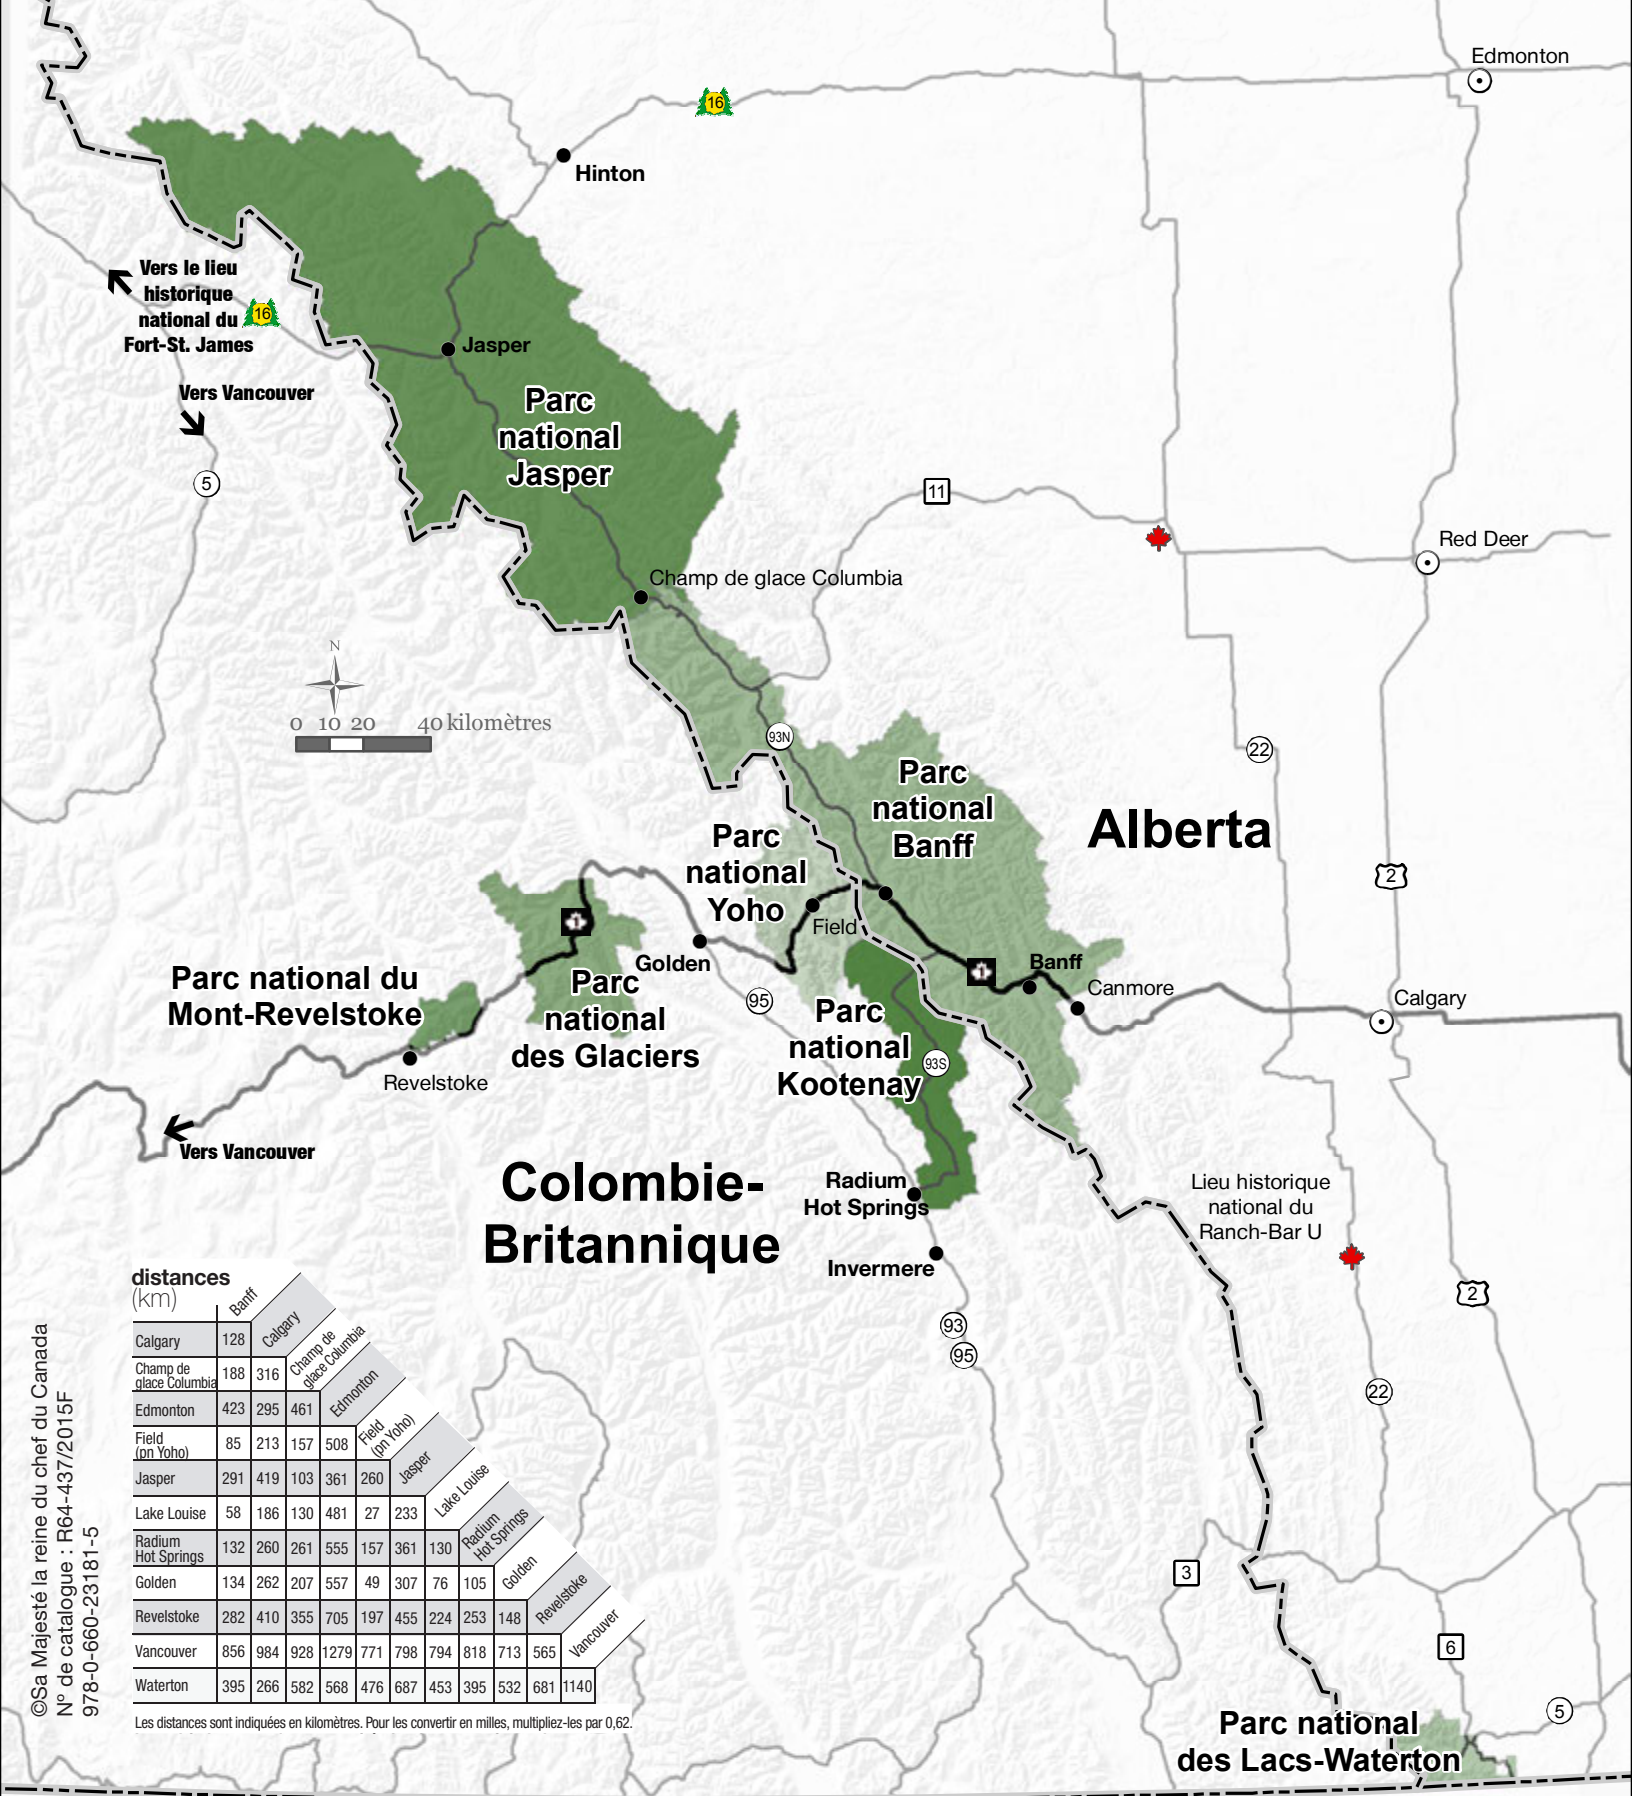 Edmonton
16
Hinton
Vers le lieu
historique
national du
Fort-St. James
16
Jasper
Vers Vancouver
5
Parc
national
Jasper
11
Red Deer
Champ de glace Columbia
N
0 10 20 40 kilomètres
93N
22
Parc
national
Banff
Alberta
Parc
national
Yoho
2
1
Field
Golden
Parc national du
Mont-Revelstoke
Parc
national
des Glaciers
95
1
Banff
Canmore
Calgary
Parc
national
Kootenay
93S
Revelstoke
Vers Vancouver
Colombie-
Britannique
Radium
Hot Springs
Invermere
Lieu historique
national du
Ranch-Bar U
2
93
95
22
3
6
5
Parc national
des Lacs-Waterton
distances
(km)
Banff
Calgary 128 Calgary
Champ de
glace Columbia 188 316 Champ de
glace Columbia
Edmonton 423 295 461 Edmonton
Field
(pn Yoho) 85 213 157 508 Field
(pn Yoho)
Jasper 291 419 103 361 260 Jasper
Lake Louise 58 186 130 481 27 233 Lake Louise
Radium
Hot Springs 132 260 261 555 157 361 130 Radium
Hot Springs
Golden 134 262 207 557 49 307 76 105 Golden
Revelstoke 282 410 355 705 197 455 224 253 148 Revelstoke
Vancouver 856 984 928 1279 771 798 794 818 713 565 Vancouver
Waterton 395 266 582 568 476 687 453 395 532 681 1140
Les distances sont indiquées en kilomètres. Pour les convertir en milles, multipliez-les par 0,62.
©Sa Majesté la reine du chef du Canada
N° de catalogue : R64-437/2015F
978-0-660-23181-5